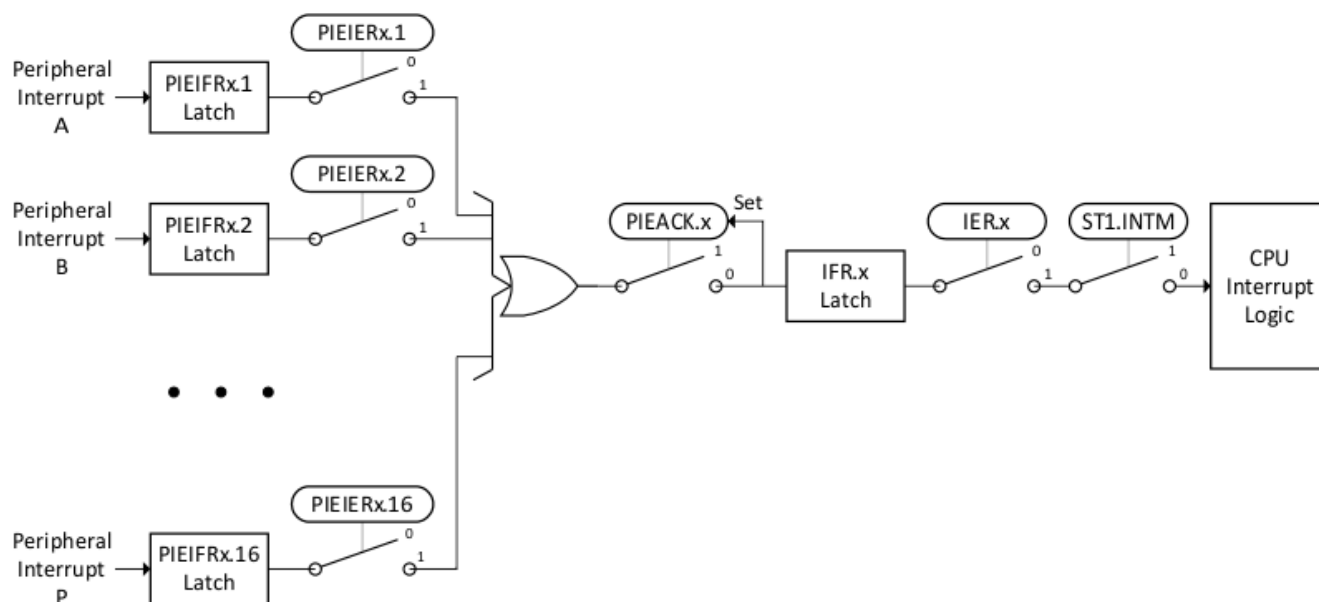 PIEIERx.1
0
1
Peripheral
Interrupt
A
PIEIFRx.1
Latch
PIEIERx.2
0
1
Peripheral
Interrupt
B
PIEIFRx.2
Latch
PIEACK.x
Set
1
0
IFR.x
Latch
IER.x
0
1
ST1.INTM
1
0
CPU
Interrupt
Logic
PIEIERx.16
0
1
Peripheral
Interrupt
P
PIEIFRx.16
Latch